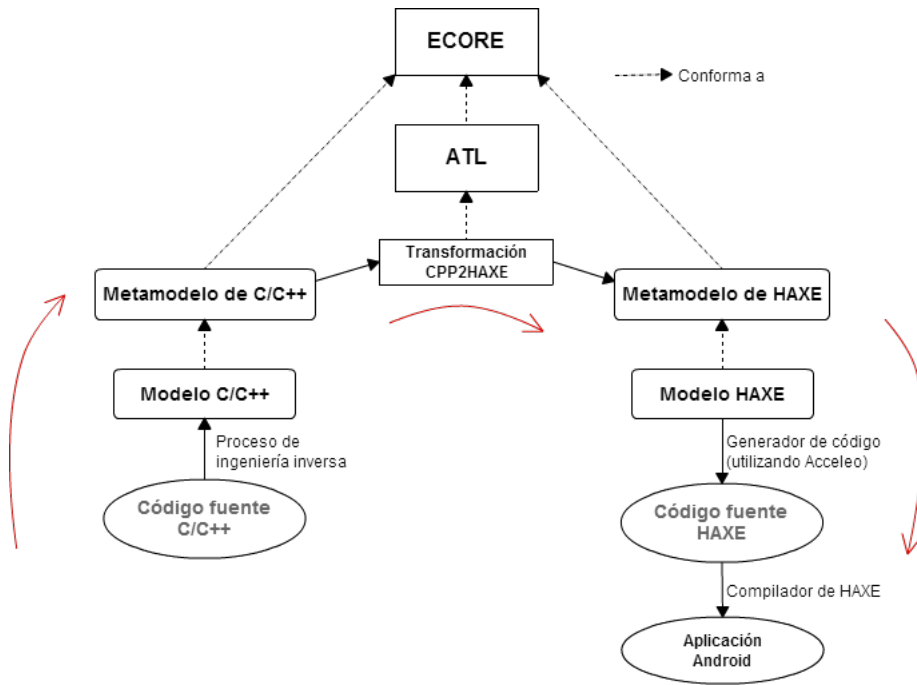 ECORE
Conforma a
ATL
Transformación
CPP2HAXE
Metamodelo de C/C++
Metamodelo de HAXE
Modelo C/C++
Modelo HAXE
Proceso de
ingeniería inversa
Generador de código
(utilizando Acceleo)
Código fuente
C/C++
Código fuente
HAXE
Compilador de HAXE
Aplicación
Android